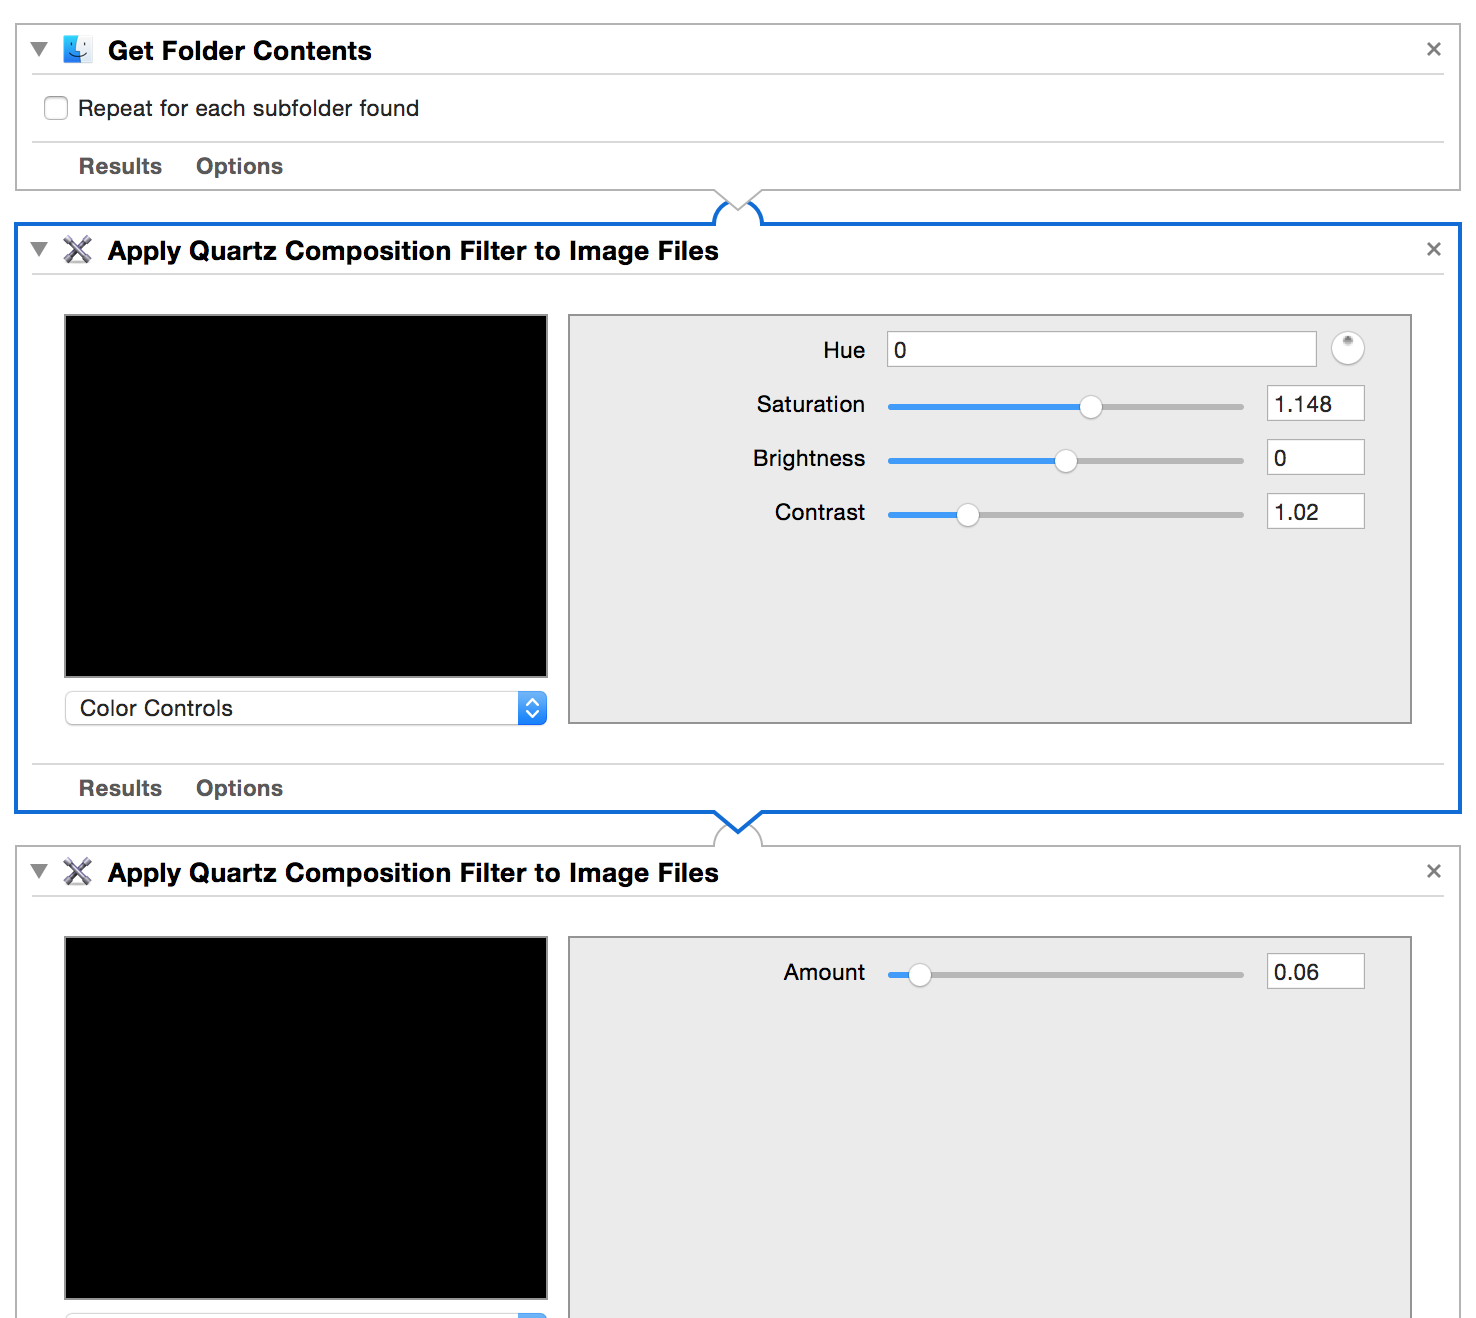 Get Folder Contents
Repeat for each subfolder found
Results Options
Apply Quartz Composition Filter to Image Files
Hue 0
Saturation 1.148
Brightness 0
Contrast 1.02
Color Controls
Results Options
Apply Quartz Composition Filter to Image Files
Amount 0.06